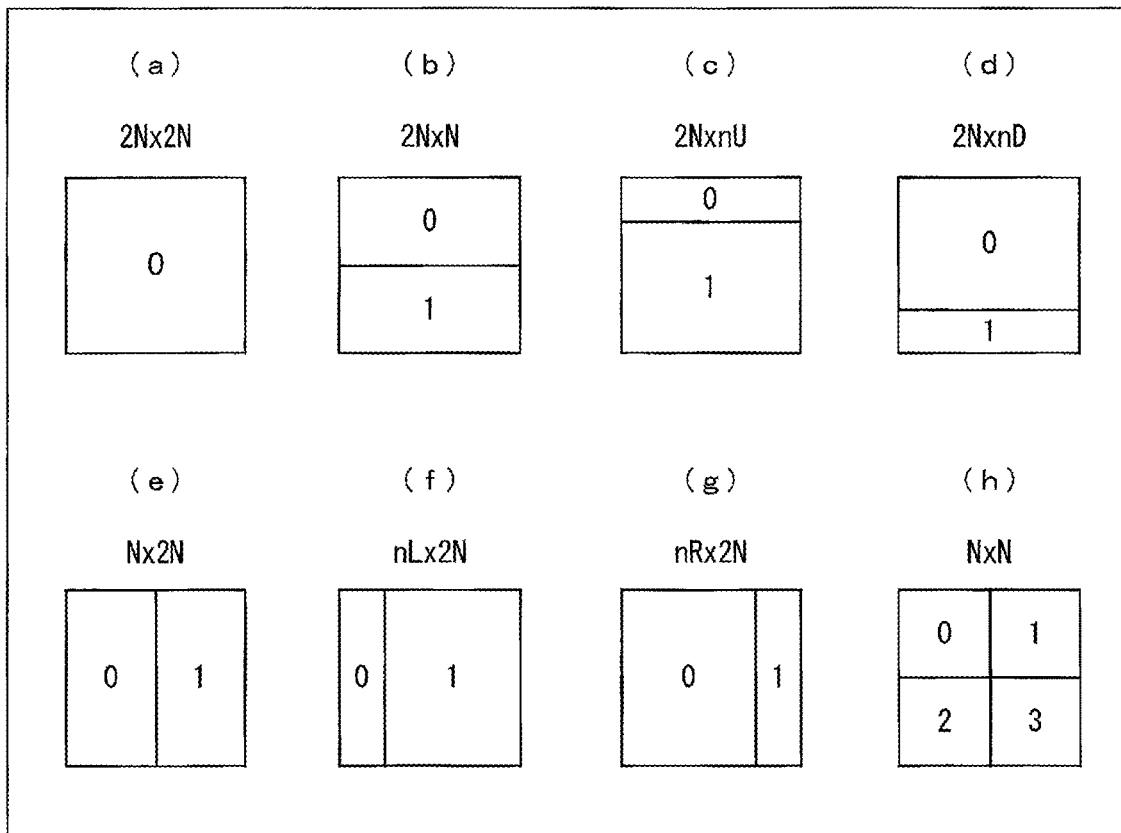 (a) (b) (c) (d)
2Nx2N 2NxN 2NxnU 2NxnD
0 0 0 0
1 1 1
(e) (f) (g) (h)
Nx2N nLx2N nRx2N NxN
0 1 0 1 0 1 0 1
2 3